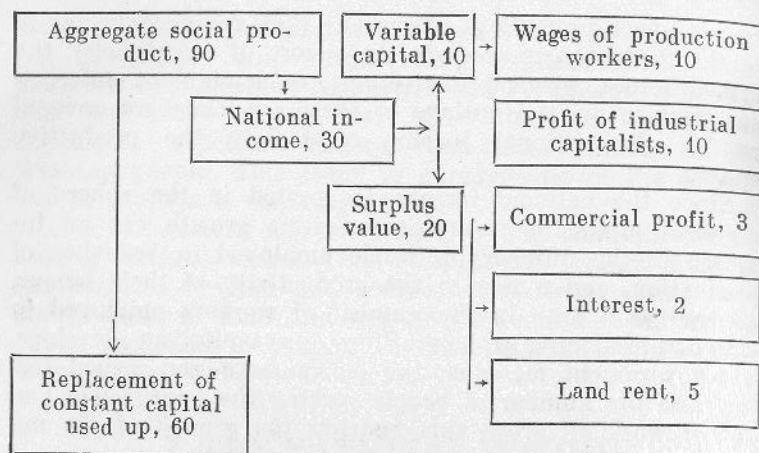 Aggregate social pro-
duct, 90
Variable
capital, 10
Wages of production
workers, 10
National in-
come, 30
Profit of industrial
capitalists, 10
Surplus
value, 20
Commercial profit, 3
Interest, 2
Replacement of
constant capital
used up, 60
Land rent, 5